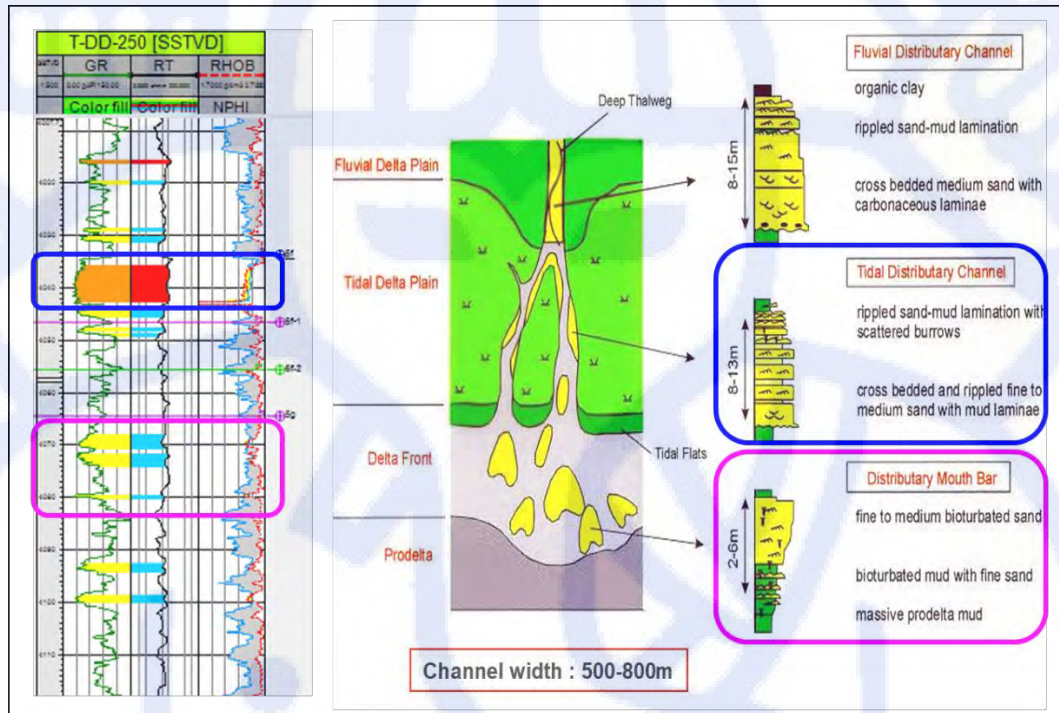 T-DD-250 [SSTVD]
GR RT RHOB
Color fill Color fill NPHI
Deep Thalweg
Fluvial Delta Plain
Tidal Delta Plain
Delta Front
Tidal Flats
Prodelta
Channel width : 500-800m
Fluvial Distributary Channel
organic clay
rippled sand-mud lamination
8-15m
cross bedded medium sand with
carbonaceous laminae
Tidal Distributary Channel
rippled sand-mud lamination with
scattered burrows
8-13m
cross bedded and rippled fine to
medium sand with mud laminae
Distributary Mouth Bar
fine to medium bioturbated sand
2-6m
bioturbated mud with fine sand
massive prodelta mud